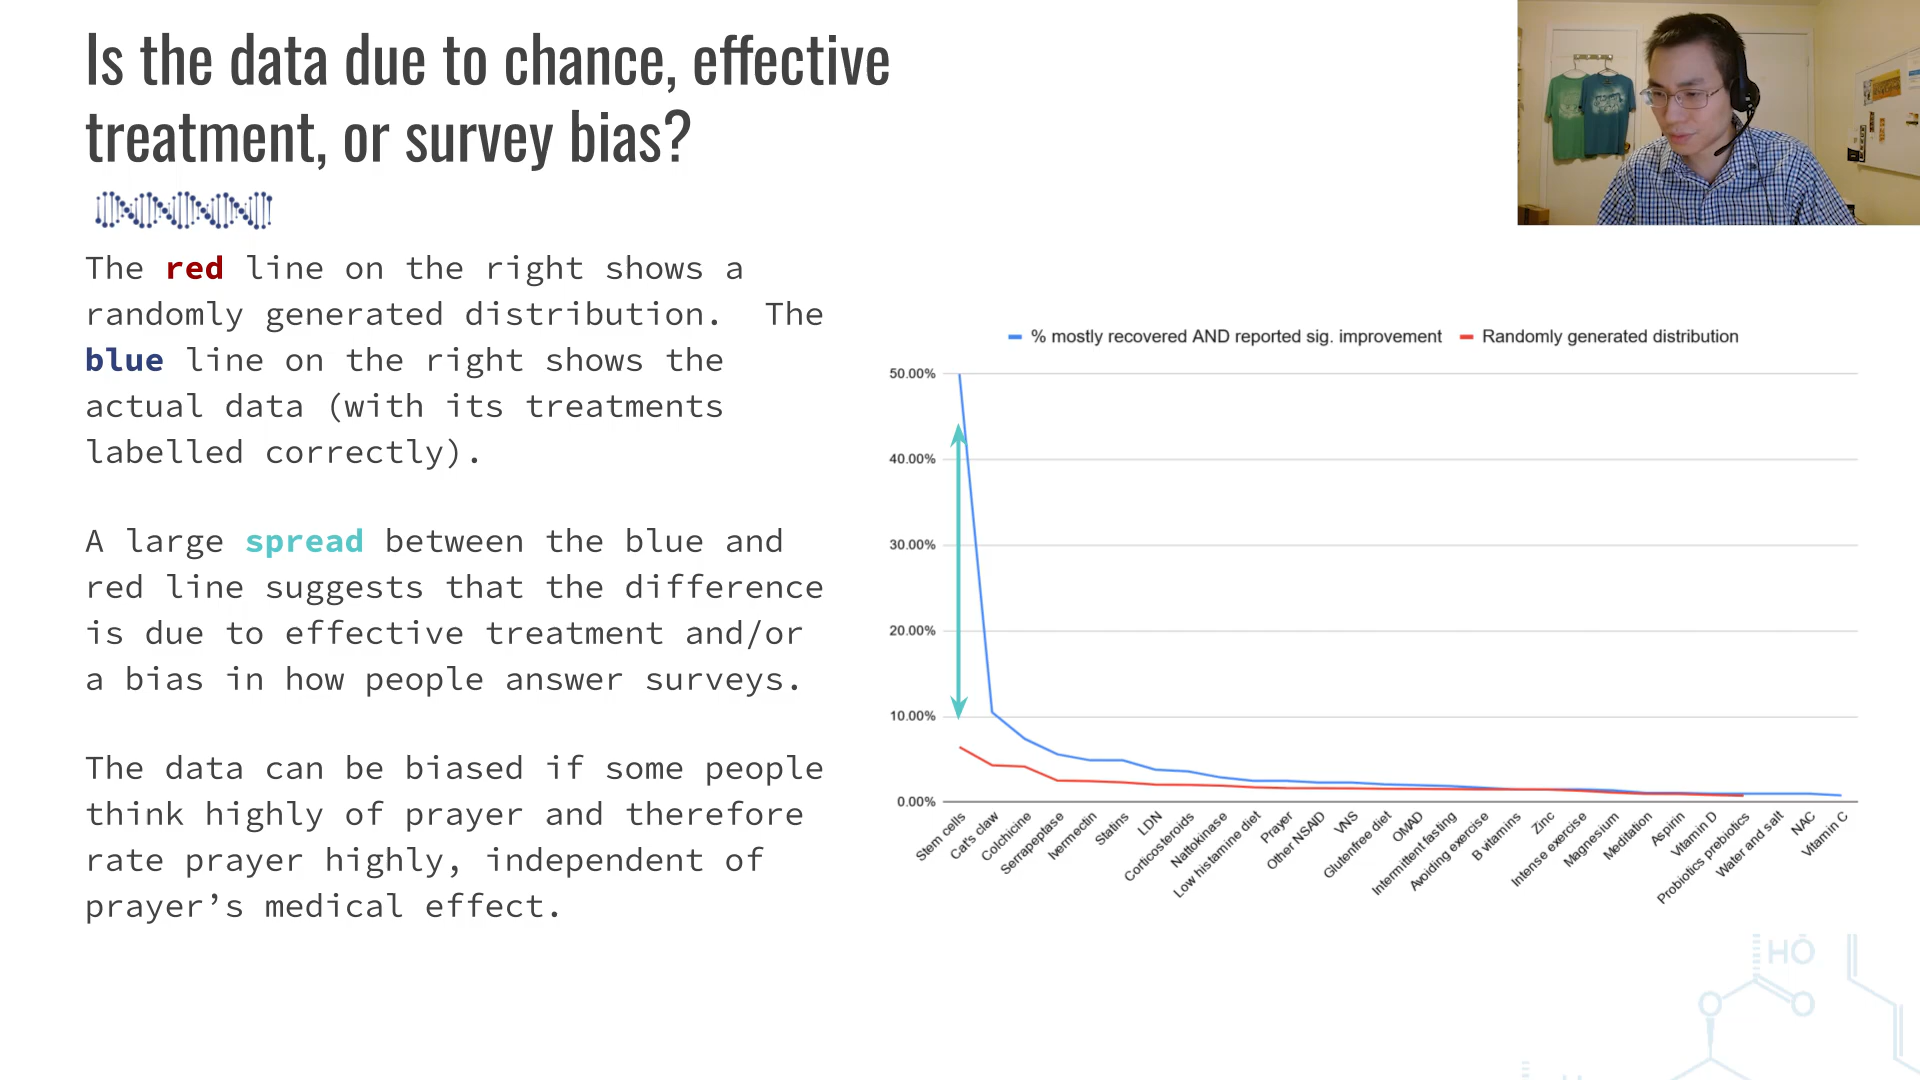 Is the data due to chance, effective
treatment, or survey bias?
The red line on the right shows a
randomly generated distribution.  The
blue line on the right shows the
actual data (with its treatments
labelled correctly).
A large spread between the blue and
red line suggests that the difference
is due to effective treatment and/or
a bias in how people answer surveys.
The data can be biased if some people
think highly of prayer and therefore
rate prayer highly, independent of
prayer’s medical effect.
% mostly recovered AND reported sig. improvement
Randomly generated distribution
50.00%
40.00%
30.00%
20.00%
10.00%
0.00%
Stem cells
Cat's claw
Colchicine
Serrapeptase
Ivermectin
Statins
LDN
Corticosteroids
Nattokinase
Low histamine diet
Prayer
Other NSAID
VNS
Glutenfree diet
OMAD
Intermittent fasting
Avoiding exercise
B vitamins
Zinc
Intense exercise
Magnesium
Meditation
Aspirin
Vitamin D
Probiotics prebiotics
Water and salt
NAC
Vitamin C
HO
O
O
H